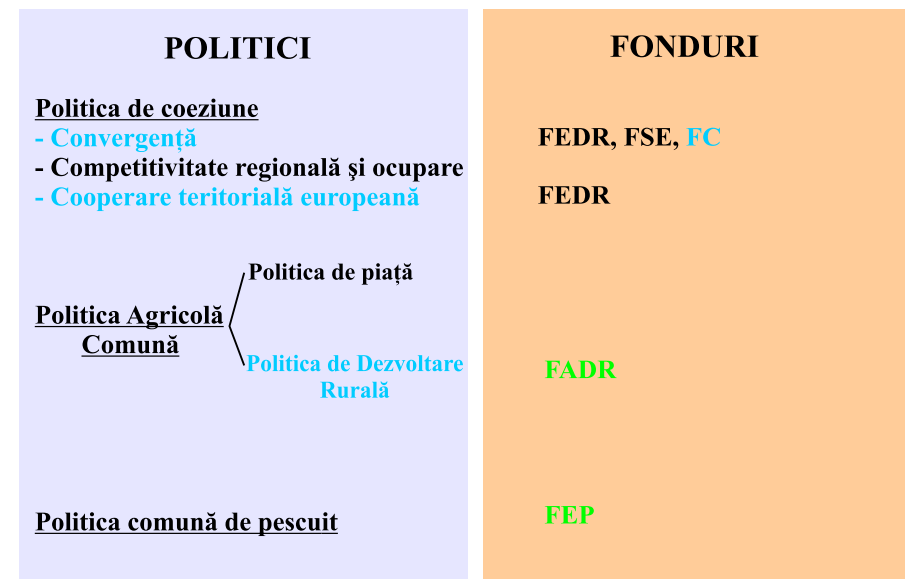 POLITICI
Politica de coeziune
- Convergență
- Competitivitate regională şi ocupare
- Cooperare teritorială europeană
Politica de piață
Politica Agricolă
Comună
Politica de Dezvoltare
Rurală
Politica comună de pescuit
FONDURI
FEDR, FSE, FC
FEDR
FADR
FEP